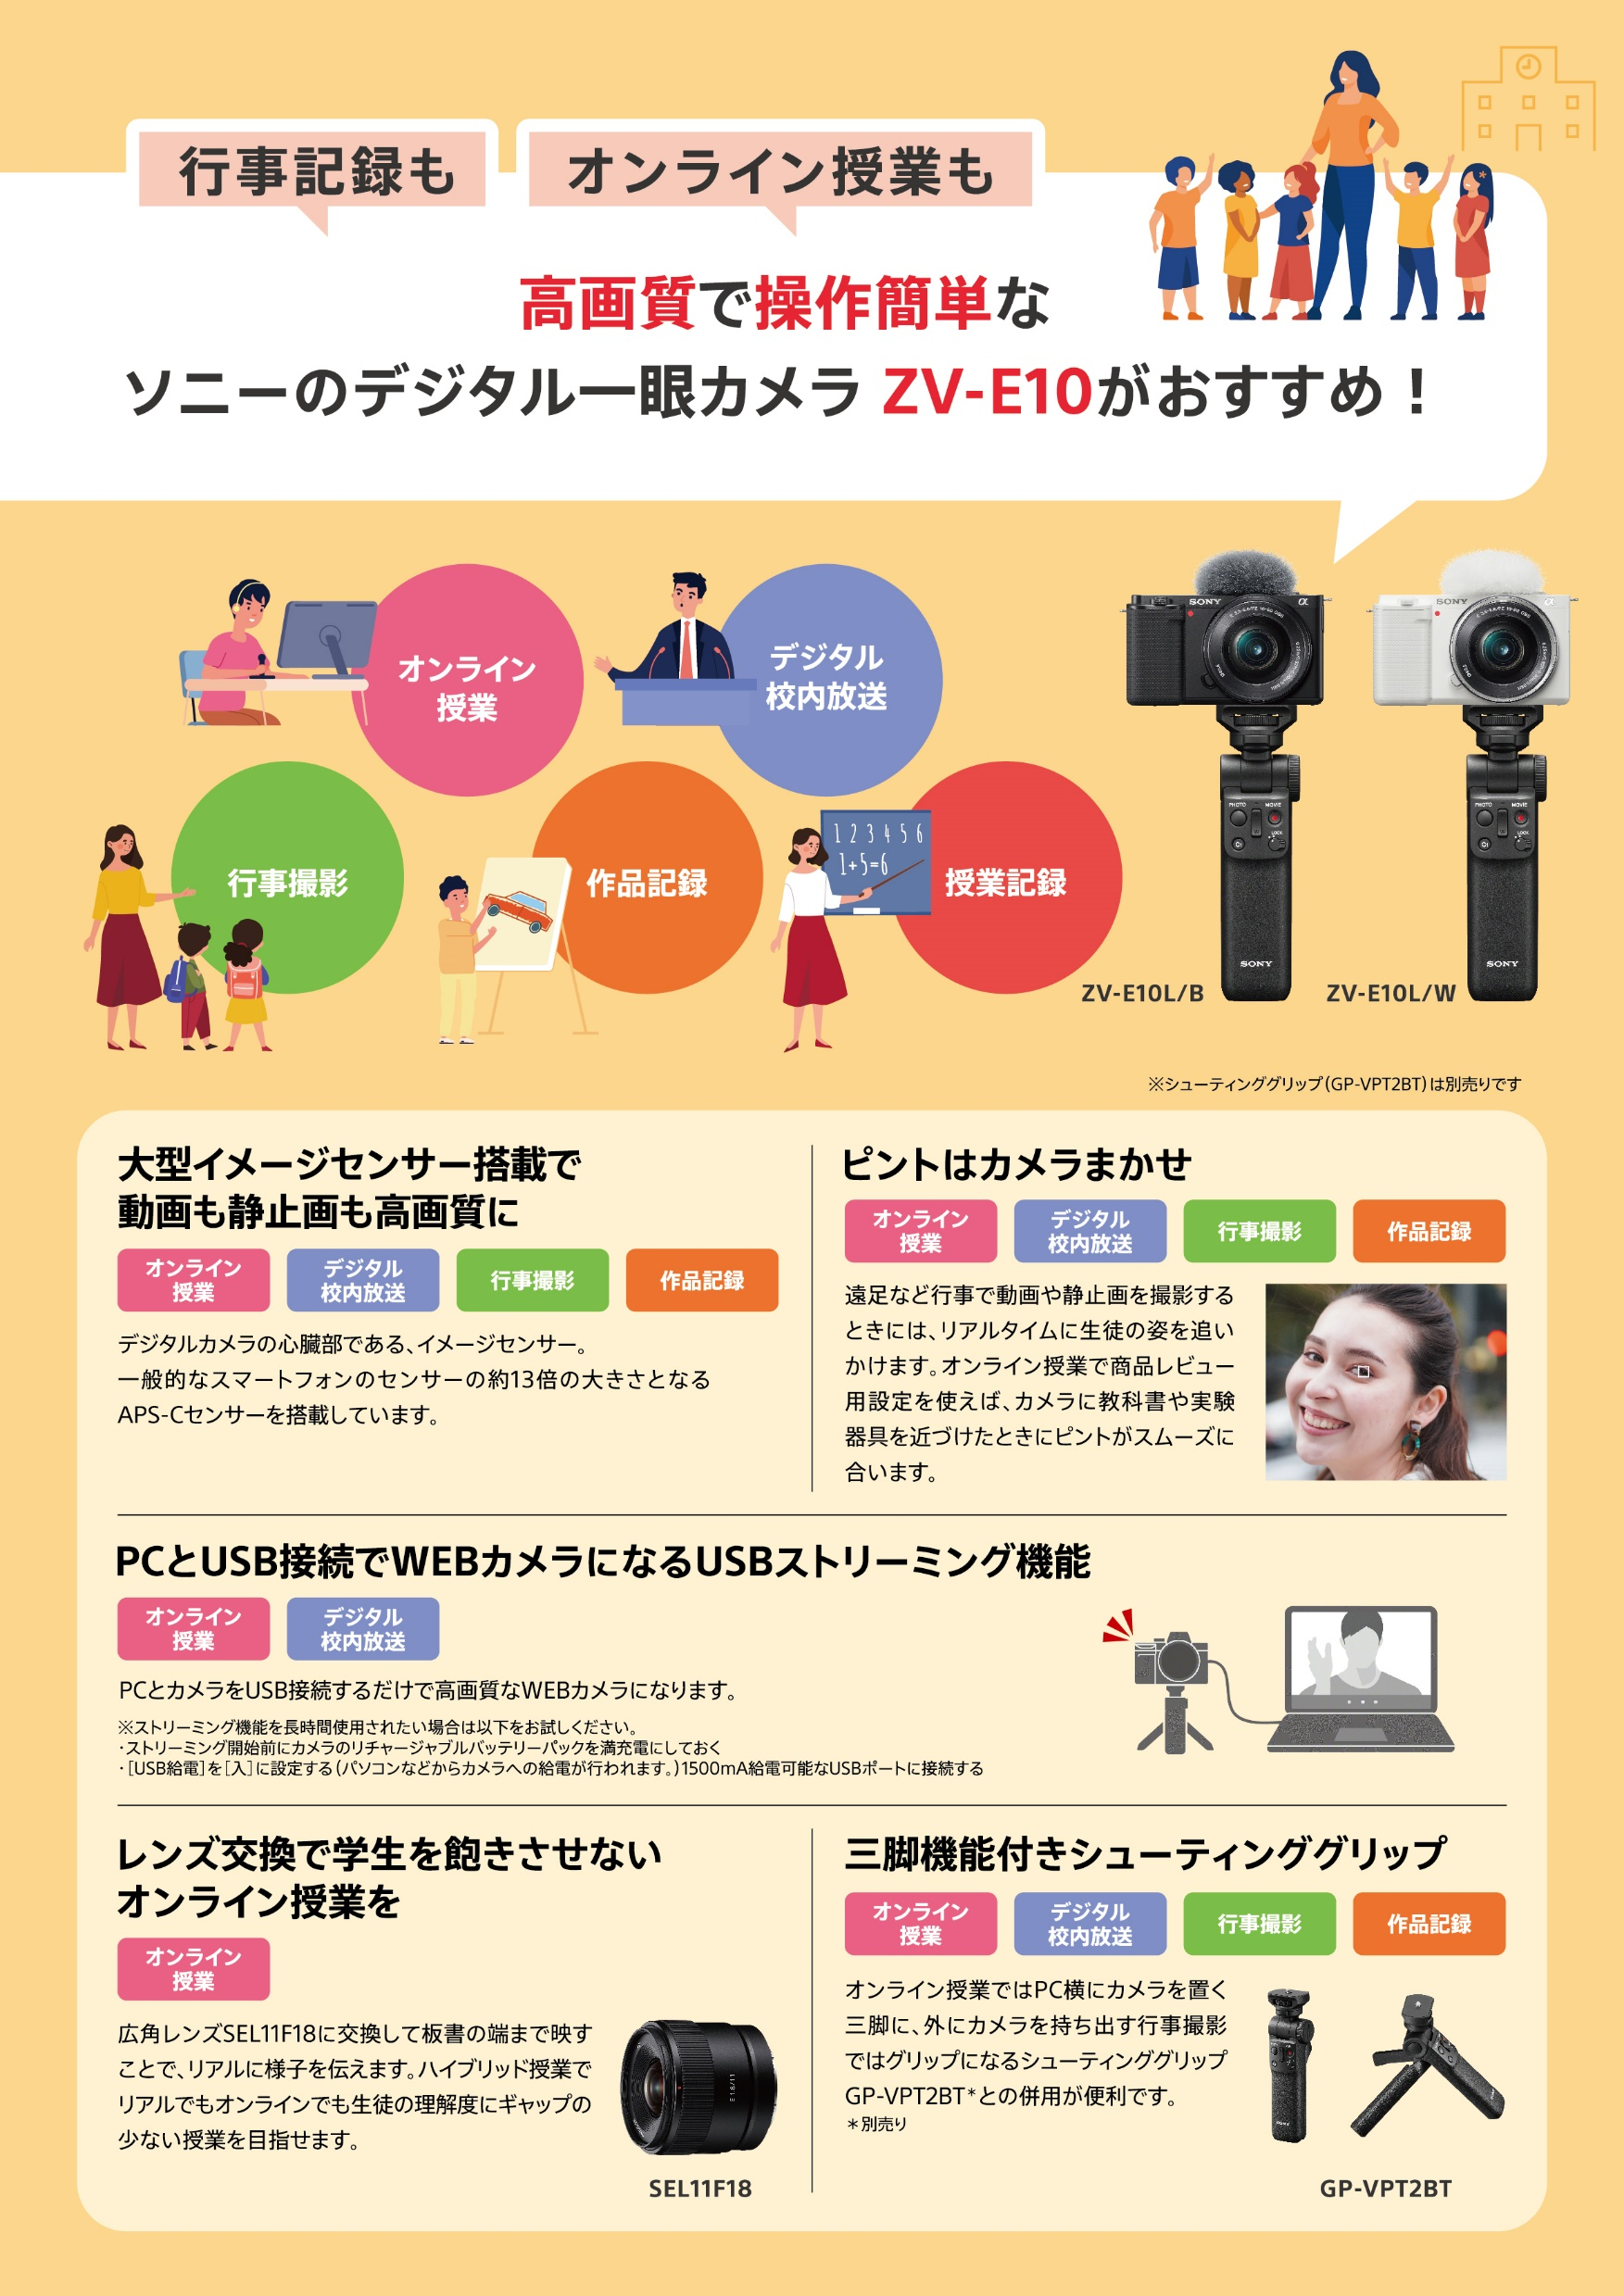 行事記録も
オンライン授業も
高画質で操作簡単な
ソニーのデジタル一眼カメラ ZV-E10がおすすめ！
オンライン
授業
デジタル
校内放送
行事撮影
作品記録
1 2 3 4 5 6
1+5=6
授業記録
SONY α
SONY α
PHOTO MOVIE
LOCK
PHOTO MOVIE
LOCK
SONY
SONY
ZV-E10L/B
ZV-E10L/W
※シューティンググリップ（GP-VPT2BT）は別売りです
大型イメージセンサー搭載で
動画も静止画も高画質に
オンライン
授業
デジタル
校内放送
行事撮影
作品記録
デジタルカメラの心臓部である、イメージセンサー。
一般的なスマートフォンのセンサーの約13倍の大きさとなる
APS-Cセンサーを搭載しています。
ピントはカメラまかせ
オンライン
授業
デジタル
校内放送
行事撮影
作品記録
遠足など行事で動画や静止画を撮影する
ときには、リアルタイムに生徒の姿を追い
かけます。オンライン授業で商品レビュー
用設定を使えば、カメラに教科書や実験
器具を近づけたときにピントがスムーズに
合います。
PCとUSB接続でWEBカメラになるUSBストリーミング機能
オンライン
授業
デジタル
校内放送
PCとカメラをUSB接続するだけで高画質なWEBカメラになります。
※ストリーミング機能を長時間使用されたい場合は以下をお試しください。
・ストリーミング開始前にカメラのリチャージャブルバッテリーパックを満充電にしておく
・［USB給電］を［入］に設定する（パソコンなどからカメラへの給電が行われます。）1500mA給電可能なUSBポートに接続する
レンズ交換で学生を飽きさせない
オンライン授業を
オンライン
授業
広角レンズSEL11F18に交換して板書の端まで映す
ことで、リアルに様子を伝えます。ハイブリッド授業で
リアルでもオンラインでも生徒の理解度にギャップの
少ない授業を目指せます。
E 1.8/11
SEL11F18
三脚機能付きシューティンググリップ
オンライン
授業
デジタル
校内放送
行事撮影
作品記録
オンライン授業ではPC横にカメラを置く
三脚に、外にカメラを持ち出す行事撮影
ではグリップになるシューティンググリップ
GP-VPT2BT*との併用が便利です。
＊別売り
GP-VPT2BT